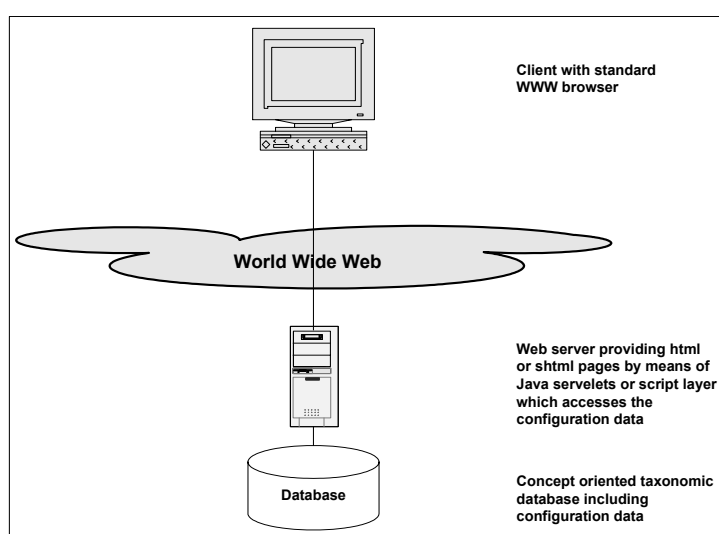 Client with standard
WWW browser
World Wide Web
Web server providing html
or shtml pages by means of
Java servelets or script layer
which accesses the
configuration data
Database
Concept oriented taxonomic
database including
configuration data